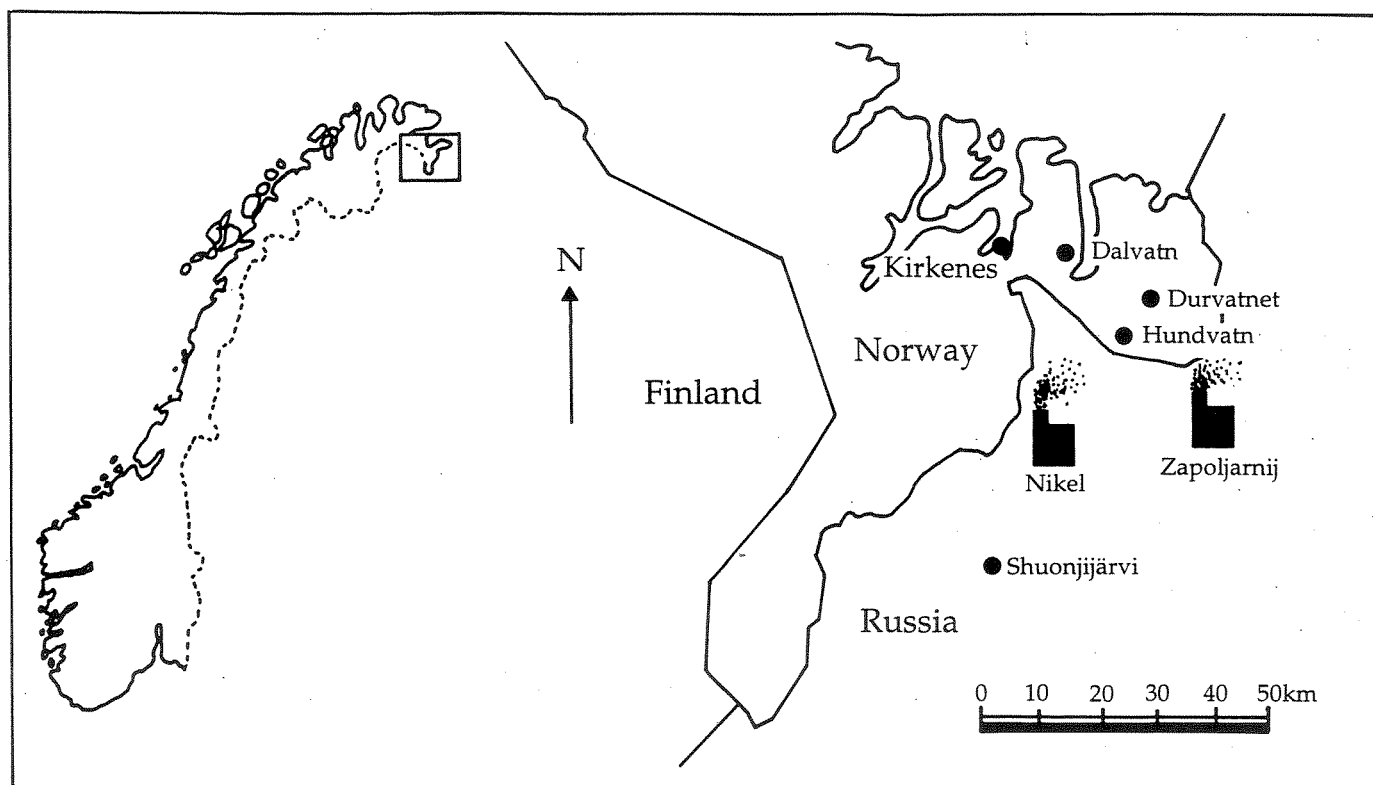 N
Finland
Norway
Russia
Kirkenes
Dalvatn
Durvatnet
Hundvatn
Nikel
Zapoljarnij
Shuonjijärvi
0 10 20 30 40 50km